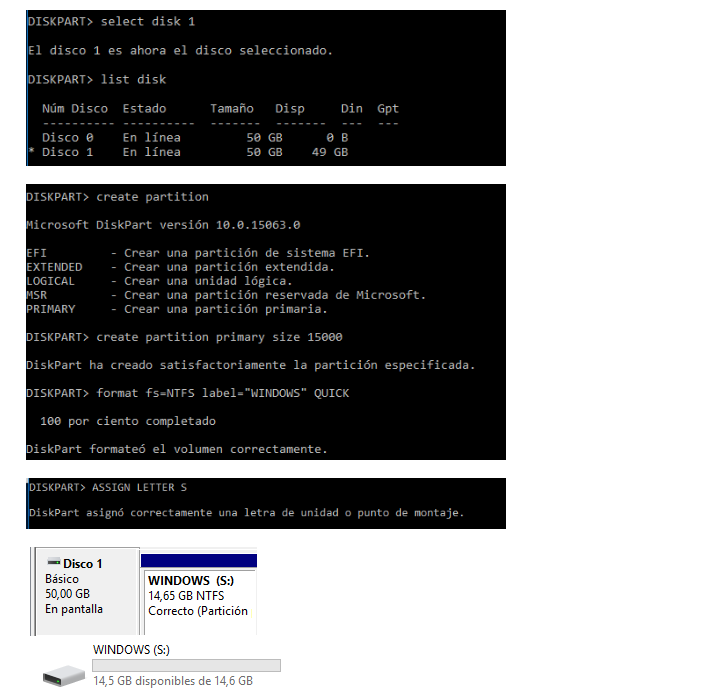 DISKPART> select disk 1
El disco 1 es ahora el disco seleccionado.
DISKPART> list disk
Núm Disco  Estado      Tamaño   Disp     Din  Gpt
---------- ---------- ------- ------- --- ---
Disco 0    En línea         50 GB      0 B
* Disco 1    En línea         50 GB    49 GB
DISKPART> create partition
Microsoft DiskPart versión 10.0.15063.0
EFI         - Crear una partición de sistema EFI.
EXTENDED    - Crear una partición extendida.
LOGICAL     - Crear una unidad lógica.
MSR         - Crear una partición reservada de Microsoft.
PRIMARY     - Crear una partición primaria.
DISKPART> create partition primary size 15000
DiskPart ha creado satisfactoriamente la partición especificada.
DISKPART> format fs=NTFS label="WINDOWS" QUICK
100 por ciento completado
DiskPart formateó el volumen correctamente.
DISKPART> ASSIGN LETTER S
DiskPart asignó correctamente una letra de unidad o punto de montaje.
Disco 1
Básico
50,00 GB
En pantalla
WINDOWS (S:)
14,65 GB NTFS
Correcto (Partición
WINDOWS (S:)
14,5 GB disponibles de 14,6 GB